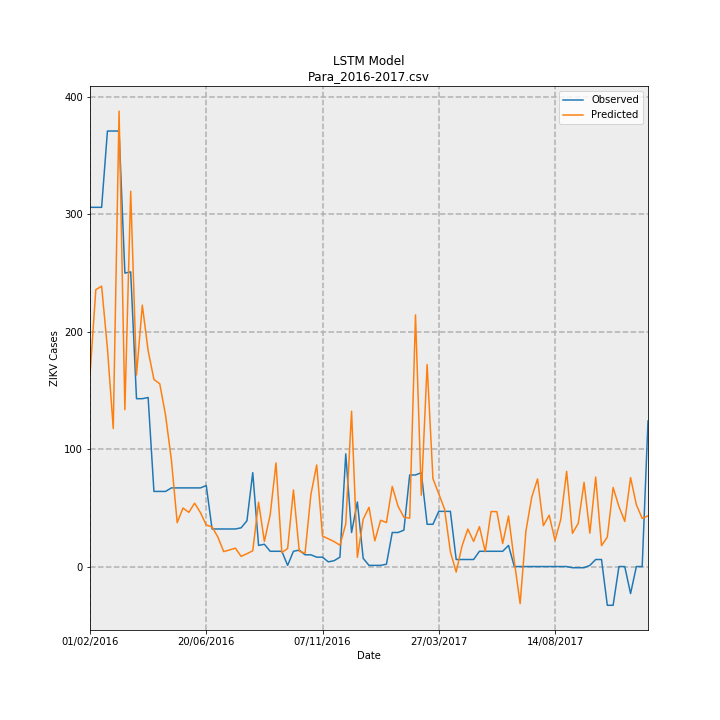 LSTM Model
Para_2016-2017.csv
Observed
Predicted
400
300
200
100
0
ZIKV Cases
01/02/2016
20/06/2016
07/11/2016
27/03/2017
14/08/2017
Date